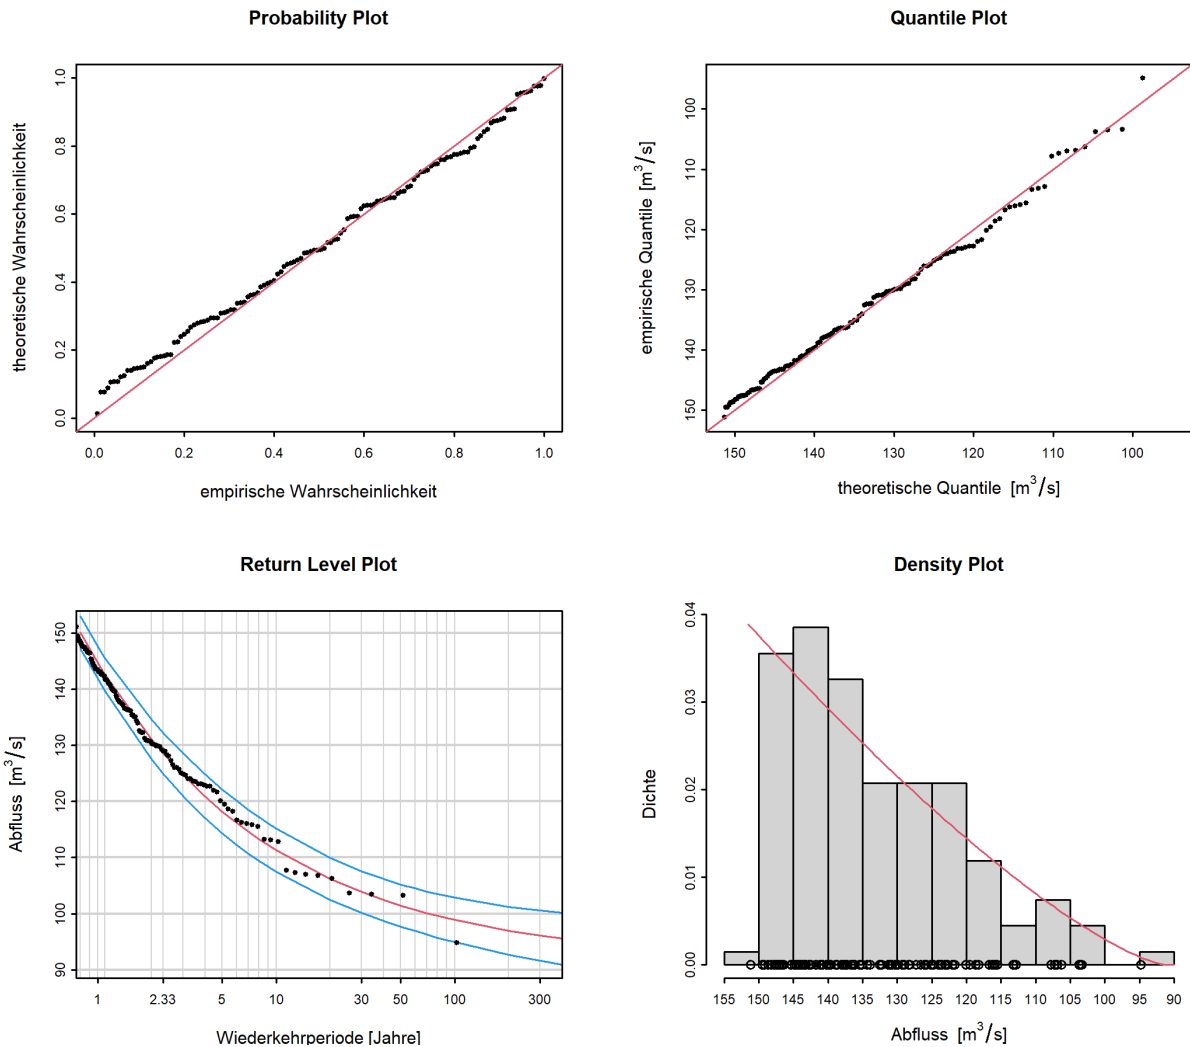 Probability Plot
theoretische Wahrscheinlichkeit
1.0
0.8
0.6
0.4
0.2
0.0
0.0 0.2 0.4 0.6 0.8 1.0
empirische Wahrscheinlichkeit
Quantile Plot
empirische Quantile [m³/s]
100
110
120
130
140
150
150 140 130 120 110 100
theoretische Quantile [m³/s]
Return Level Plot
Abfluss [m³/s]
150
140
130
120
110
100
90
1 2.33 5 10 30 50 100 300
Wiederkehrperiode [Jahre]
Density Plot
Dichte
0.04
0.03
0.02
0.01
0.00
155 150 145 140 135 130 125 120 115 110 105 100 95 90
Abfluss [m³/s]